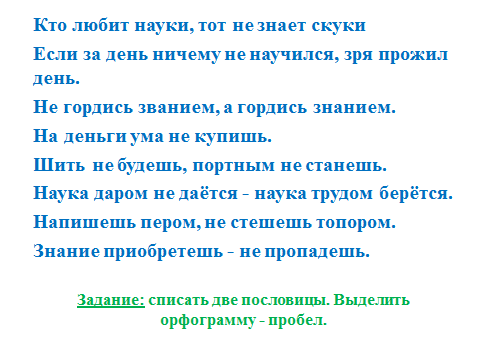 Кто любит науки, тот не знает скуки
Если за день ничему не научился, зря прожил
день.
Не гордись званием, а гордись знанием.
На деньги ума не купишь.
Шить не будешь, портным не станешь.
Наука даром не даётся - наука трудом берётся.
Напишешь пером, не стешешь топором.
Знание приобретешь - не пропадешь.
Задание: списать две пословицы. Выделить
орфограмму - пробел.